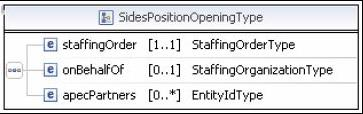 SidesPositionOpeningType
staffingOrder [1..1] StaffingOrderType
onBehalfOf [0..1] StaffingOrganizationType
apecPartners [0..*] EntityIdType